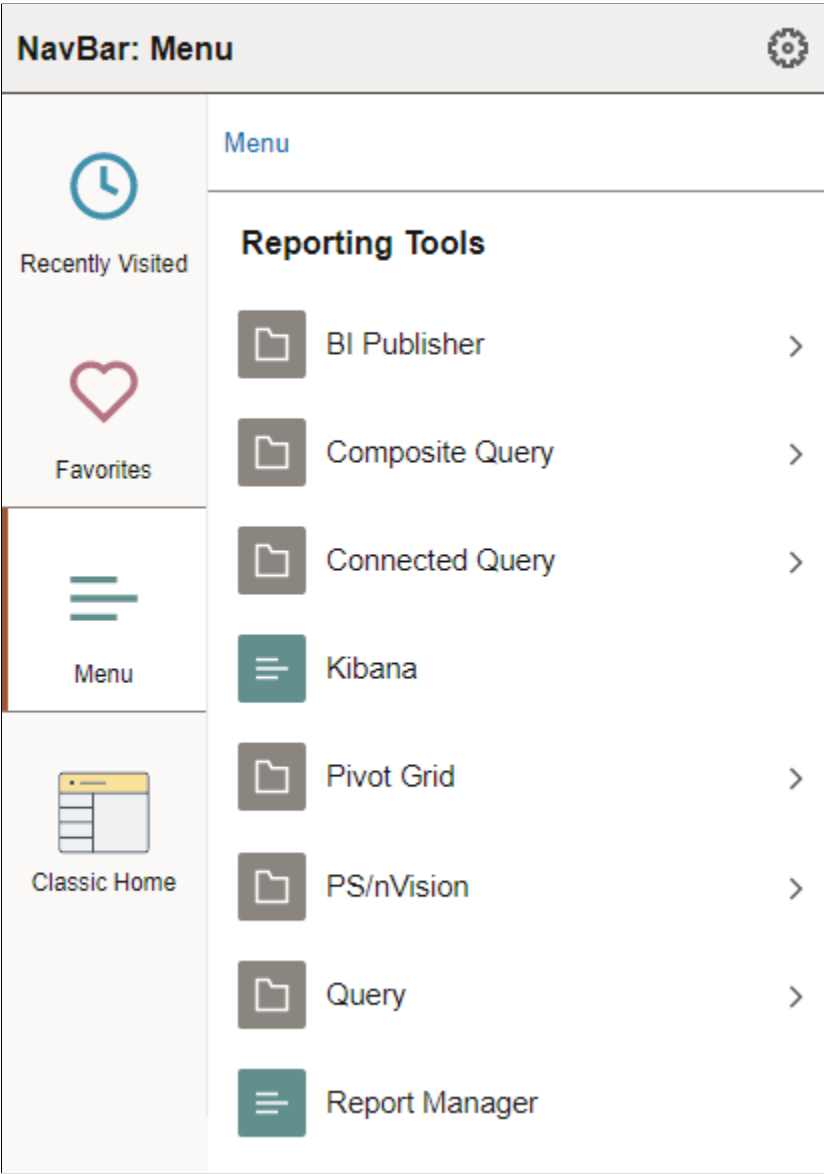 NavBar: Menu
Recently Visited
Favorites
Menu
Classic Home
Menu
Reporting Tools
BI Publisher
Composite Query
Connected Query
Kibana
Pivot Grid
PS/nVision
Query
Report Manager